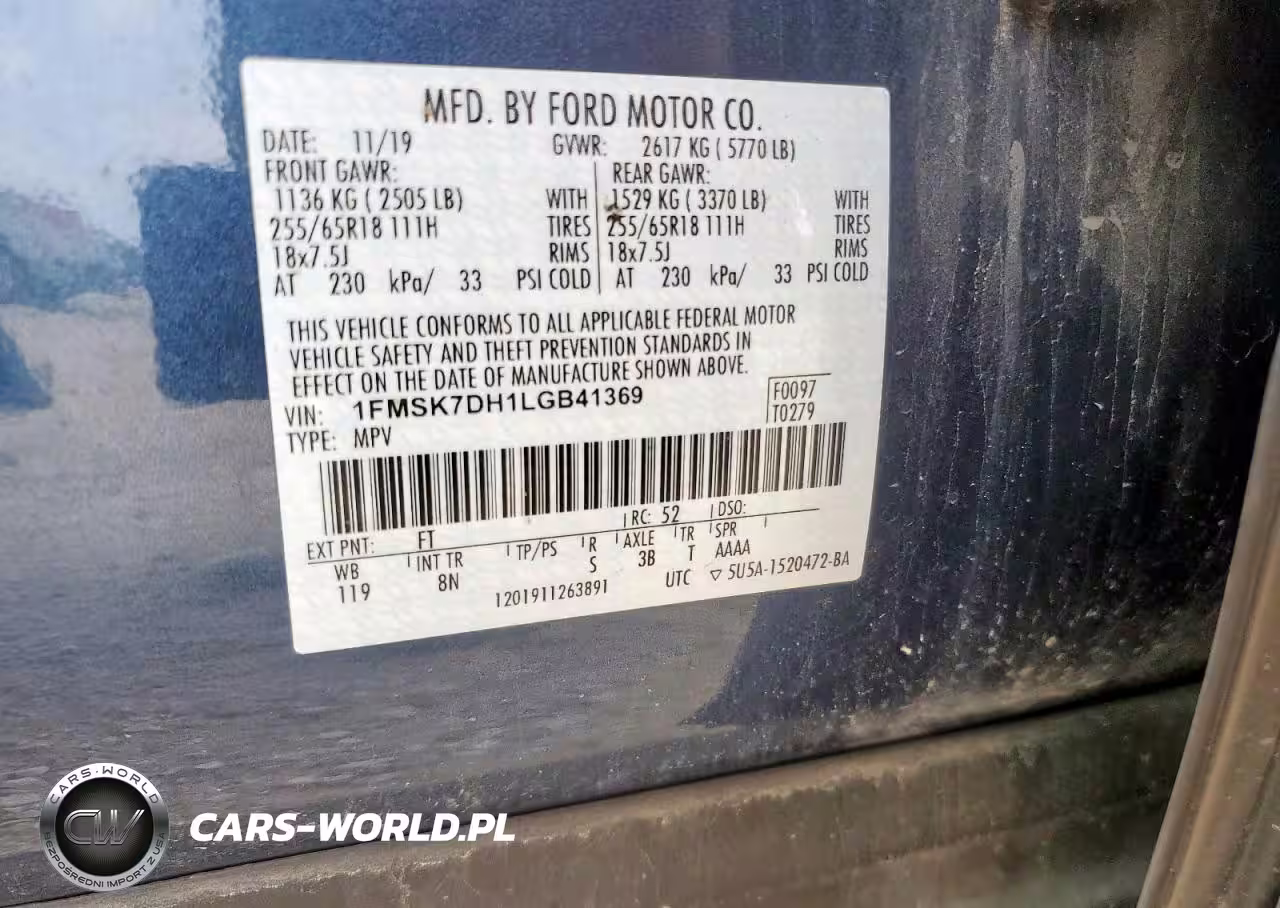 MFD. BY FORD MOTOR CO.
DATE: 11/19 GVWR: 2617 KG ( 5770 LB)
FRONT GAWR: REAR GAWR:
1136 KG ( 2505 LB) WITH 1529 KG ( 3370 LB) WITH
255/65R18 111H TIRES 255/65R18 111H TIRES
18x7.5J RIMS 18x7.5J RIMS
AT 230 kPa/ 33 PSI COLD AT 230 kPa/ 33 PSI COLD
THIS VEHICLE CONFORMS TO ALL APPLICABLE FEDERAL MOTOR
VEHICLE SAFETY AND THEFT PREVENTION STANDARDS IN
EFFECT ON THE DATE OF MANUFACTURE SHOWN ABOVE.
VIN: 1FMSK7DH1LGB41369 F0097
TYPE: MPV T0279
EXT PNT: FT RC: 52 DSO:
WB INT TR TP/PS R AXLE TR SPR
119 8N S 3B T AAAA
1201911263891 UTC ▽ 5U5A-1520472-BA
CARS-WORLD
CW
BEZPOŚREDNI IMPORT Z USA
CARS-WORLD.PL